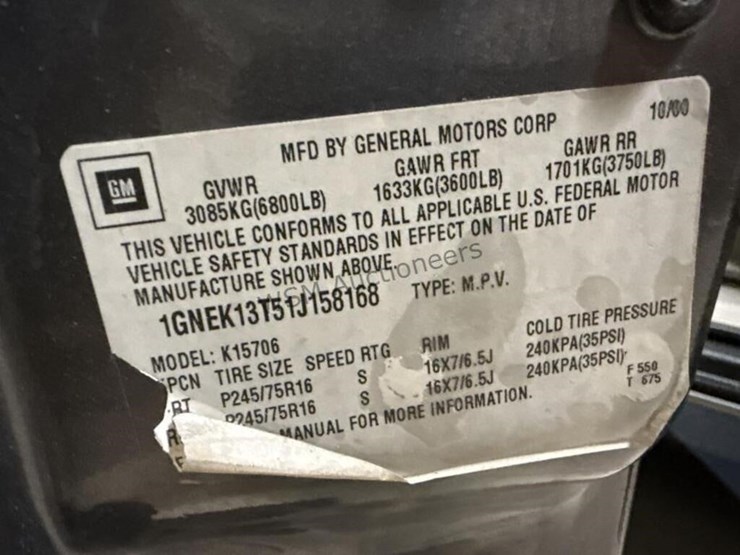 10/00
MFD BY GENERAL MOTORS CORP
GM
GVWR GAWR FRT GAWR RR
3085KG(6800LB) 1633KG(3600LB) 1701KG(3750LB)
THIS VEHICLE CONFORMS TO ALL APPLICABLE U.S. FEDERAL MOTOR
VEHICLE SAFETY STANDARDS IN EFFECT ON THE DATE OF
MANUFACTURE SHOWN ABOVE.
Auctioneers
1GNEK13T51J158168 TYPE: M.P.V.
MODEL: K15706
PCN TIRE SIZE SPEED RTG RIM COLD TIRE PRESSURE
RT P245/75R16 S 16X7/6.5J 240KPA(35PSI)
R P245/75R16 S 16X7/6.5J 240KPA(35PSI)
F 550
T 675
MANUAL FOR MORE INFORMATION.